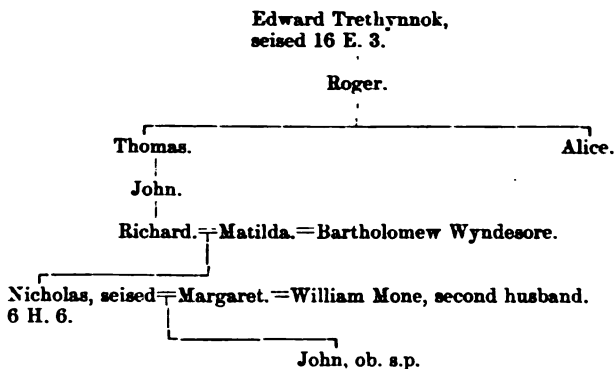 Edward Trethynnok,
seised 16 E. 3.
Roger.
Thomas. Alice.
John.
Richard.=Matilda.=Bartholomew Wyndesore.
Nicholas, seised=Margaret.=William Mone, second husband.
6 H. 6.
John, ob. s.p.